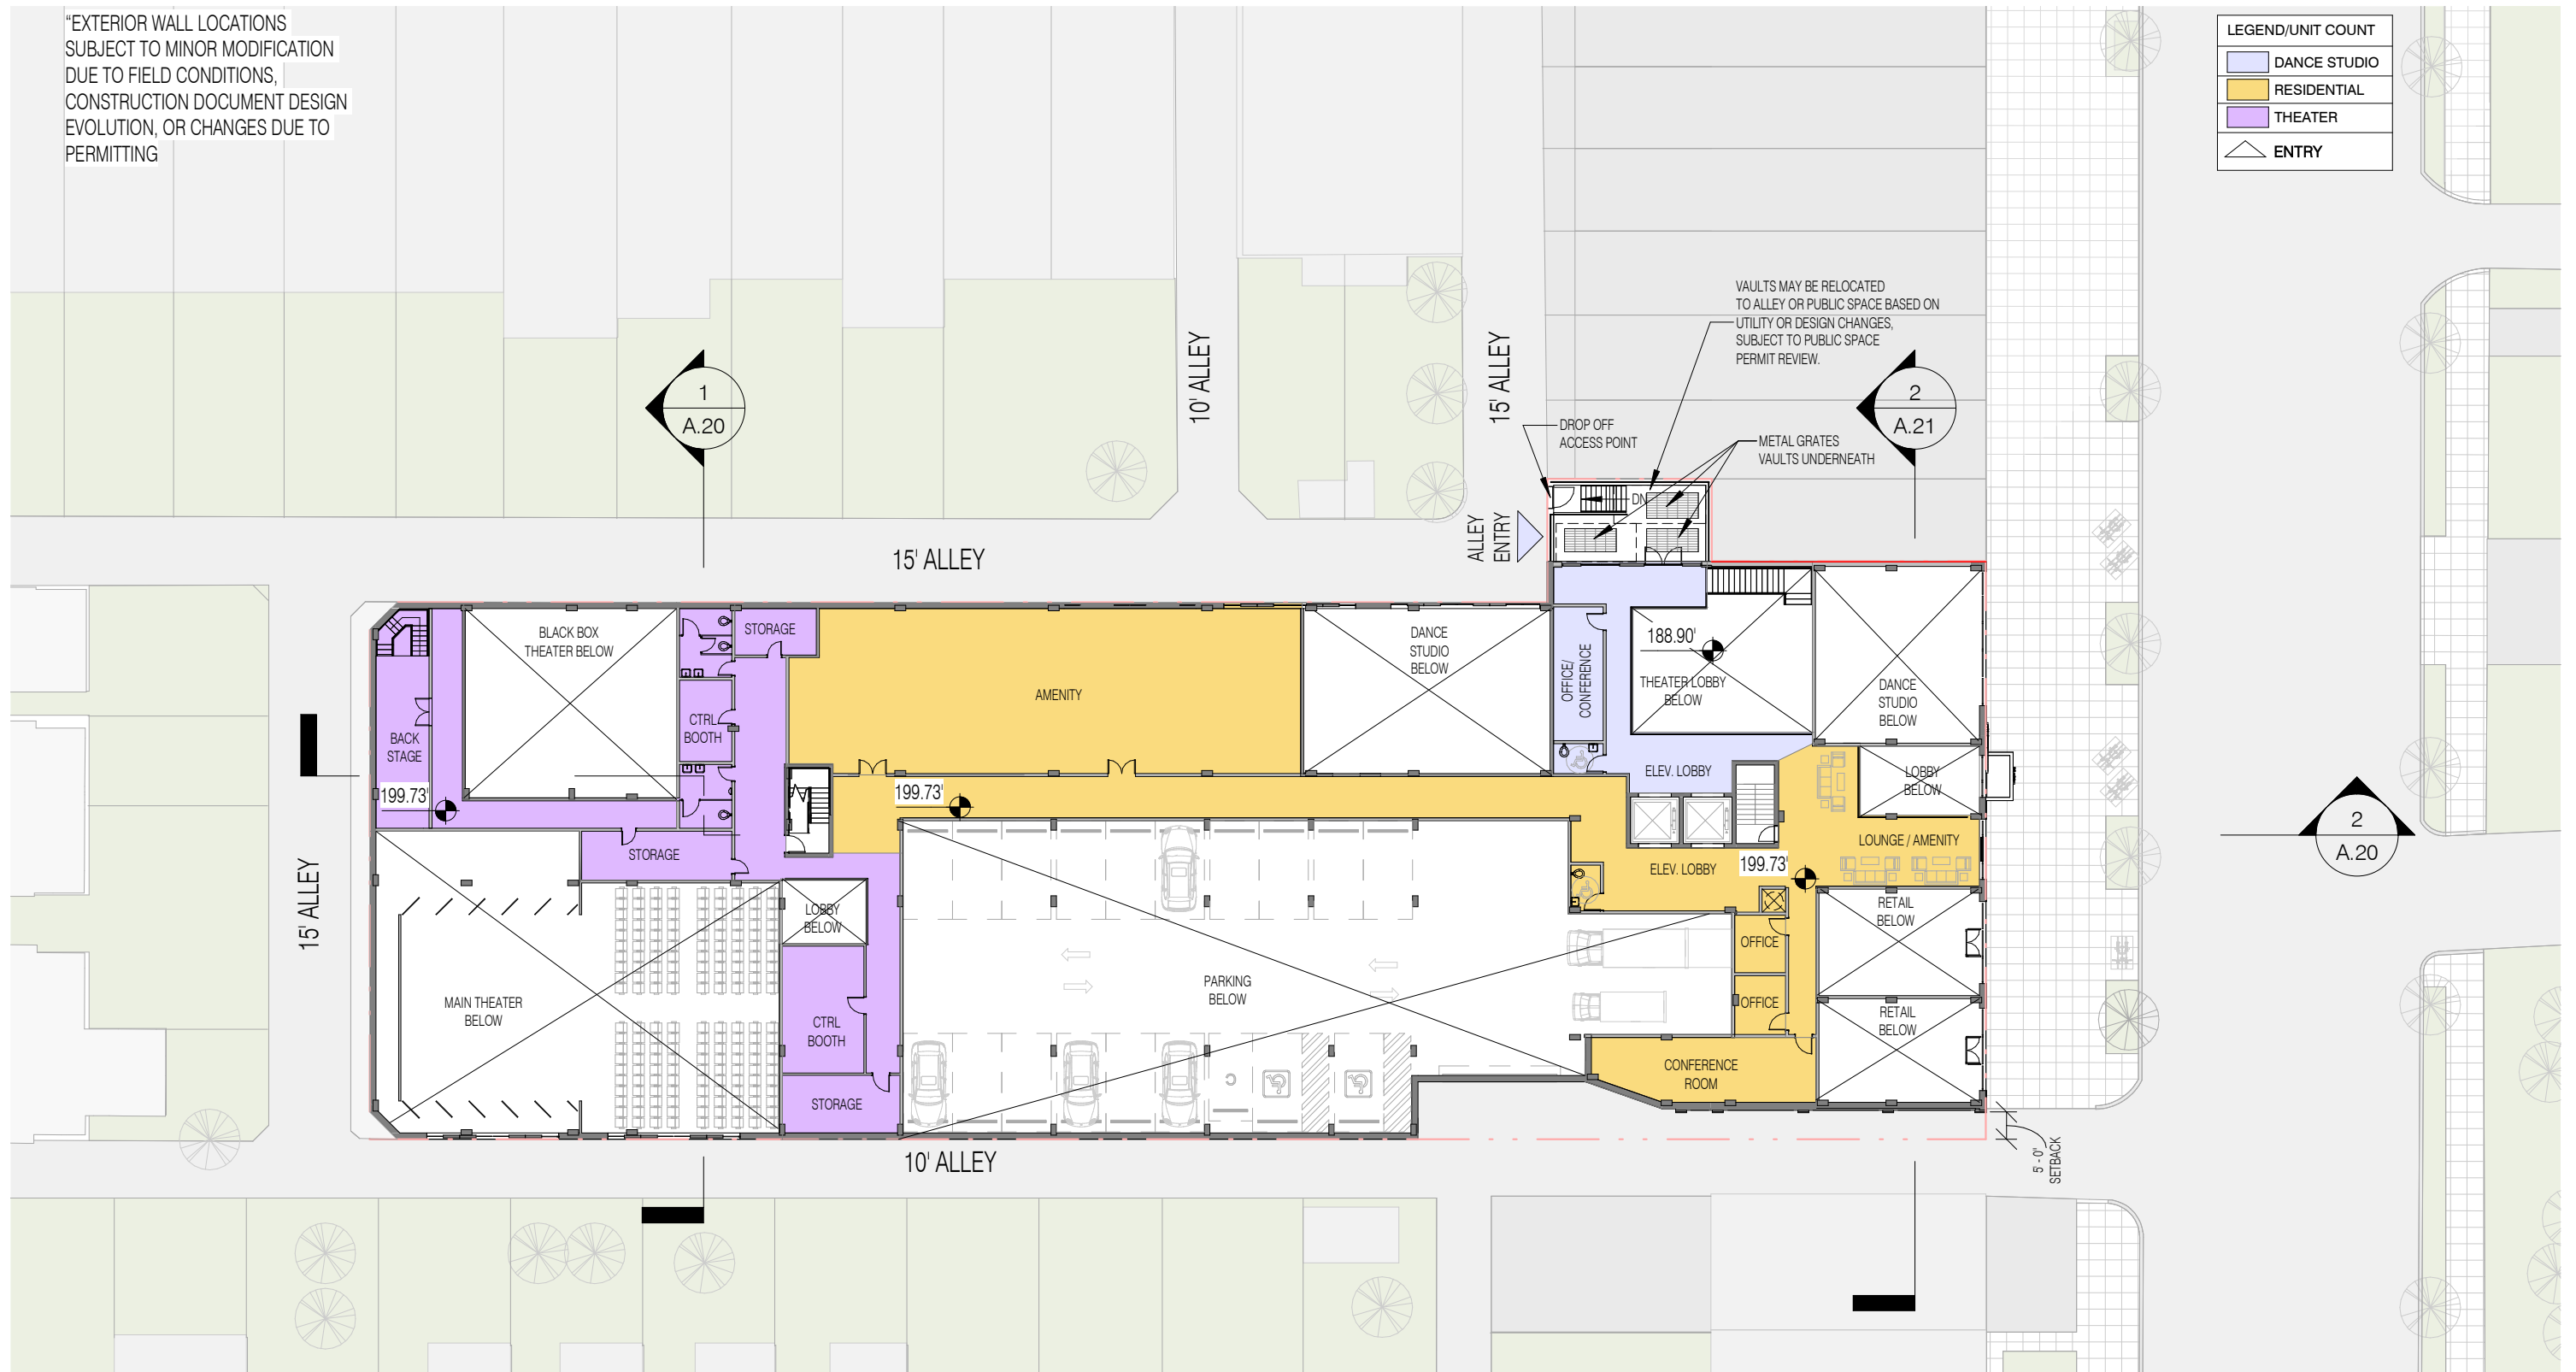 “EXTERIOR WALL LOCATIONS
SUBJECT TO MINOR MODIFICATION
DUE TO FIELD CONDITIONS,
CONSTRUCTION DOCUMENT DESIGN
EVOLUTION, OR CHANGES DUE TO
PERMITTING
LEGEND/UNIT COUNT
DANCE STUDIO
RESIDENTIAL
THEATER
ENTRY
VAULTS MAY BE RELOCATED
TO ALLEY OR PUBLIC SPACE BASED ON
UTILITY OR DESIGN CHANGES,
SUBJECT TO PUBLIC SPACE
PERMIT REVIEW.
10' ALLEY
15' ALLEY
1
A.20
2
A.21
DROP OFF
ACCESS POINT
METAL GRATES
VAULTS UNDERNEATH
DN
ALLEY
ENTRY
15' ALLEY
BLACK BOX
THEATER BELOW
STORAGE
AMENITY
DANCE
STUDIO
BELOW
OFFICE/
CONFERENCE
188.90'
THEATER LOBBY
BELOW
DANCE
STUDIO
BELOW
BACK
STAGE
CTRL
BOOTH
199.73'
199.73'
ELEV. LOBBY
LOBBY
BELOW
LOUNGE / AMENITY
2
A.20
STORAGE
ELEV. LOBBY
199.73'
15' ALLEY
LOBBY
BELOW
RETAIL
BELOW
OFFICE
MAIN THEATER
BELOW
PARKING
BELOW
OFFICE
RETAIL
BELOW
CTRL
BOOTH
C
CONFERENCE
ROOM
STORAGE
10' ALLEY
5' - 0"
SETBACK